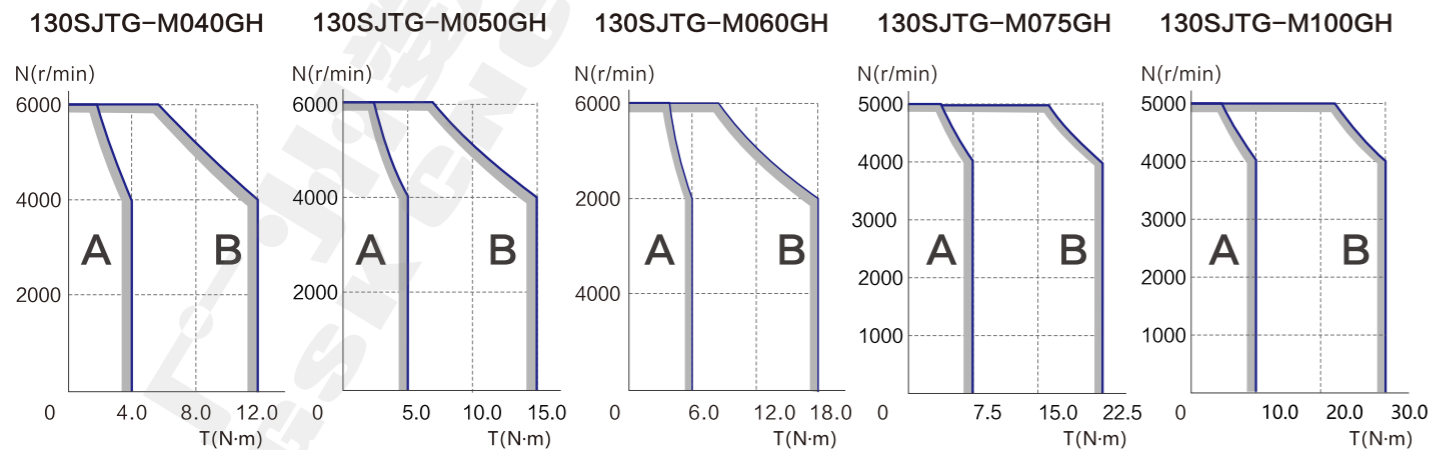 130SJTG-M040GH 130SJTG-M050GH 130SJTG-M060GH 130SJTG-M075GH 130SJTG-M100GH
N(r/min) N(r/min) N(r/min) N(r/min) N(r/min)
6000 6000 6000 5000 5000
4000 4000 2000 4000 4000
3000 3000
A B A B A B A B A B
2000 2000 4000 2000 2000
1000 1000
0 4.0 8.0 12.0 0 5.0 10.0 15.0 0 6.0 12.0 18.0 0 7.5 15.0 22.5 0 10.0 20.0 30.0
T(N·m) T(N·m) T(N·m) T(N·m) T(N·m)